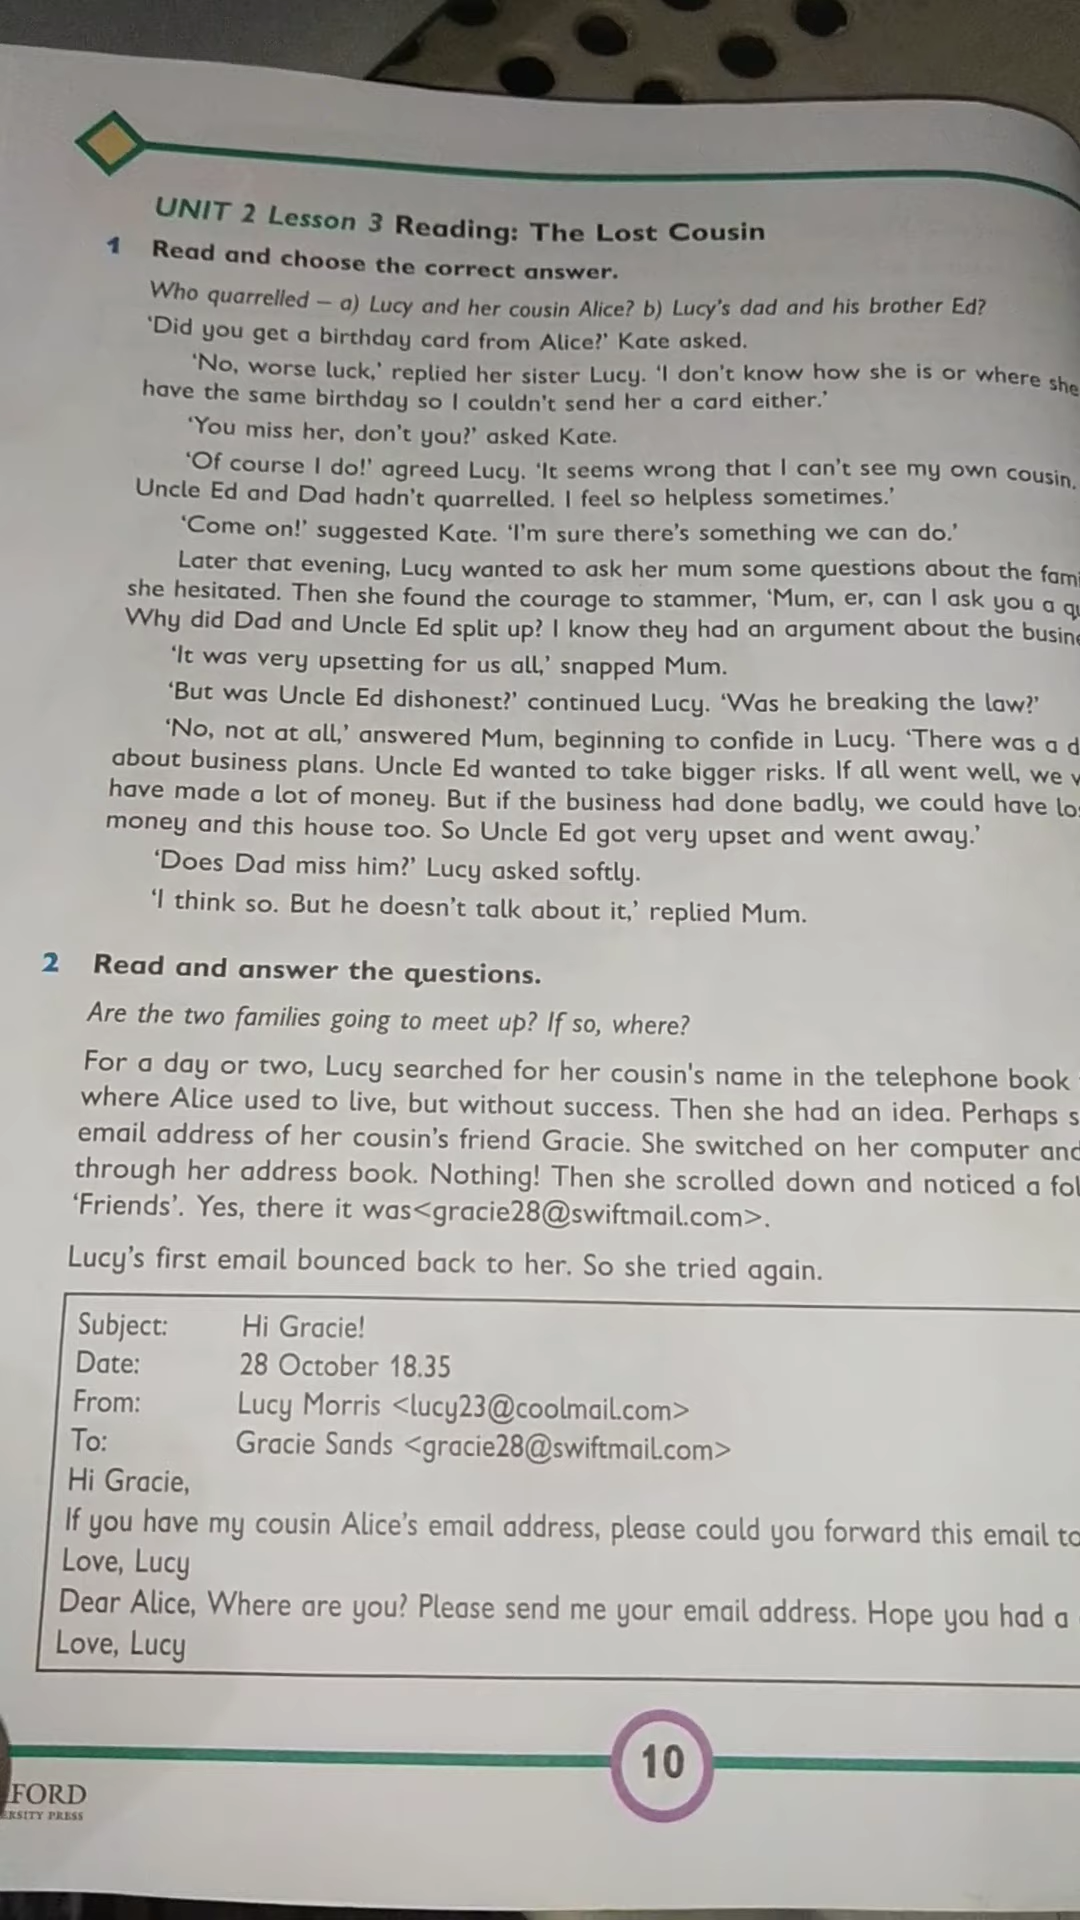 UNIT 2 Lesson 3 Reading: The Lost Cousin
1 Read and choose the correct answer.
Who quarrelled – a) Lucy and her cousin Alice? b) Lucy's dad and his brother Ed?
'Did you get a birthday card from Alice?' Kate asked.
'No, worse luck,' replied her sister Lucy. 'I don't know how she is or where she
have the same birthday so I couldn't send her a card either.'
'You miss her, don't you?' asked Kate.
'Of course I do!' agreed Lucy. 'It seems wrong that I can't see my own cousin.
Uncle Ed and Dad hadn't quarrelled. I feel so helpless sometimes.'
'Come on!' suggested Kate. 'I'm sure there's something we can do.'
Later that evening, Lucy wanted to ask her mum some questions about the
she hesitated. Then she found the courage to stammer, 'Mum, er, can I ask you a
Why did Dad and Uncle Ed split up? I know they had an argument about the
'It was very upsetting for us all,' snapped Mum.
'But was Uncle Ed dishonest?' continued Lucy. 'Was he breaking the law?'
'No, not at all,' answered Mum, beginning to confide in Lucy. 'There was a
about business plans. Uncle Ed wanted to take bigger risks. If all went well, we
have made a lot of money. But if the business had done badly, we could have
money and this house too. So Uncle Ed got very upset and went away.'
'Does Dad miss him?' Lucy asked softly.
'I think so. But he doesn't talk about it,' replied Mum.
2 Read and answer the questions.
Are the two families going to meet up? If so, where?
For a day or two, Lucy searched for her cousin's name in the telephone book
where Alice used to live, but without success. Then she had an idea. Perhaps
email address of her cousin's friend Gracie. She switched on her computer and
through her address book. Nothing! Then she scrolled down and noticed a
'Friends'. Yes, there it was<gracie28@swiftmail.com>.
Lucy's first email bounced back to her. So she tried again.
Subject: Hi Gracie!
Date: 28 October 18.35
From: Lucy Morris <lucy23@coolmail.com>
To: Gracie Sands <gracie28@swiftmail.com>
Hi Gracie,
If you have my cousin Alice's email address, please could you forward this email to
Love, Lucy
Dear Alice, Where are you? Please send me your email address. Hope you had a
Love, Lucy
10
FORD
ERSITY PRESS